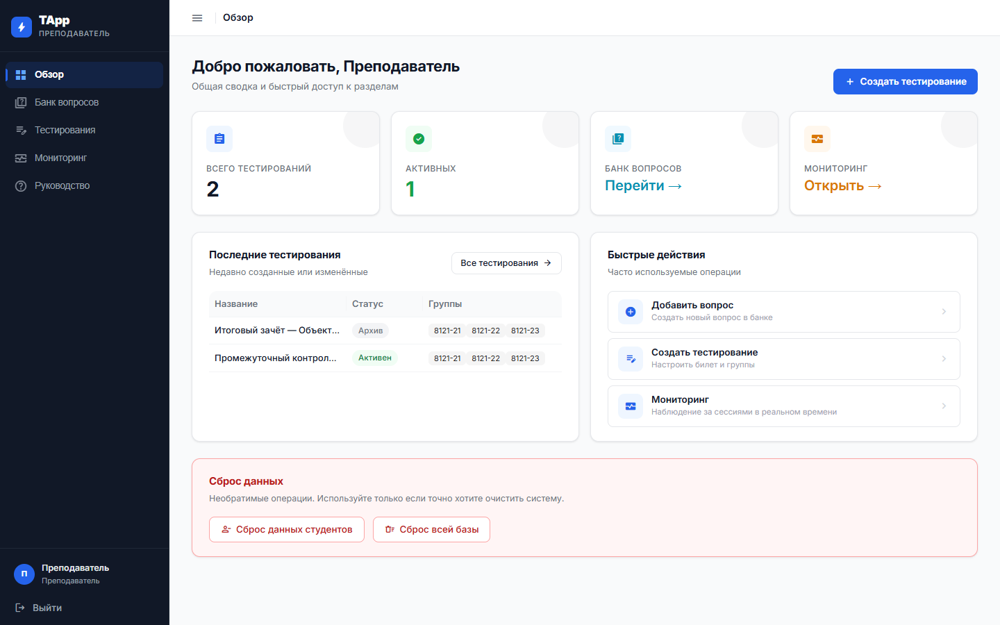 TApp
ПРЕПОДАВАТЕЛЬ
Обзор
Банк вопросов
Тестирования
Мониторинг
Руководство
Преподаватель
Преподаватель
П
Выйти
Обзор
Добро пожаловать, Преподаватель
Общая сводка и быстрый доступ к разделам
+ Создать тестирование
ВСЕГО ТЕСТИРОВАНИЙ
2
АКТИВНЫХ
1
БАНК ВОПРОСОВ
Перейти →
МОНИТОРИНГ
Открыть →
Последние тестирования
Недавно созданные или изменённые
Все тестирования →
Название Статус Группы
Итоговый зачёт — Объект... Архив 8121-21 8121-22 8121-23
Промежуточный контрол... Активен 8121-21 8121-22 8121-23
Быстрые действия
Часто используемые операции
Добавить вопрос
Создать новый вопрос в банке
Создать тестирование
Настроить билет и группы
Мониторинг
Наблюдение за сессиями в реальном времени
Сброс данных
Необратимые операции. Используйте только если точно хотите очистить систему.
Сброс данных студентов
Сброс всей базы